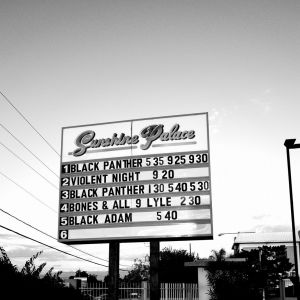 Sunshine Palace
1 BLACK PANTHER 5 35 9 25 9 30
2 VIOLENT NIGHT 9 20
3 BLACK PANTHER 1 30 5 40 5 30
4 BONES & ALL 9 LYLE 2 30
5 BLACK ADAM 5 40
6